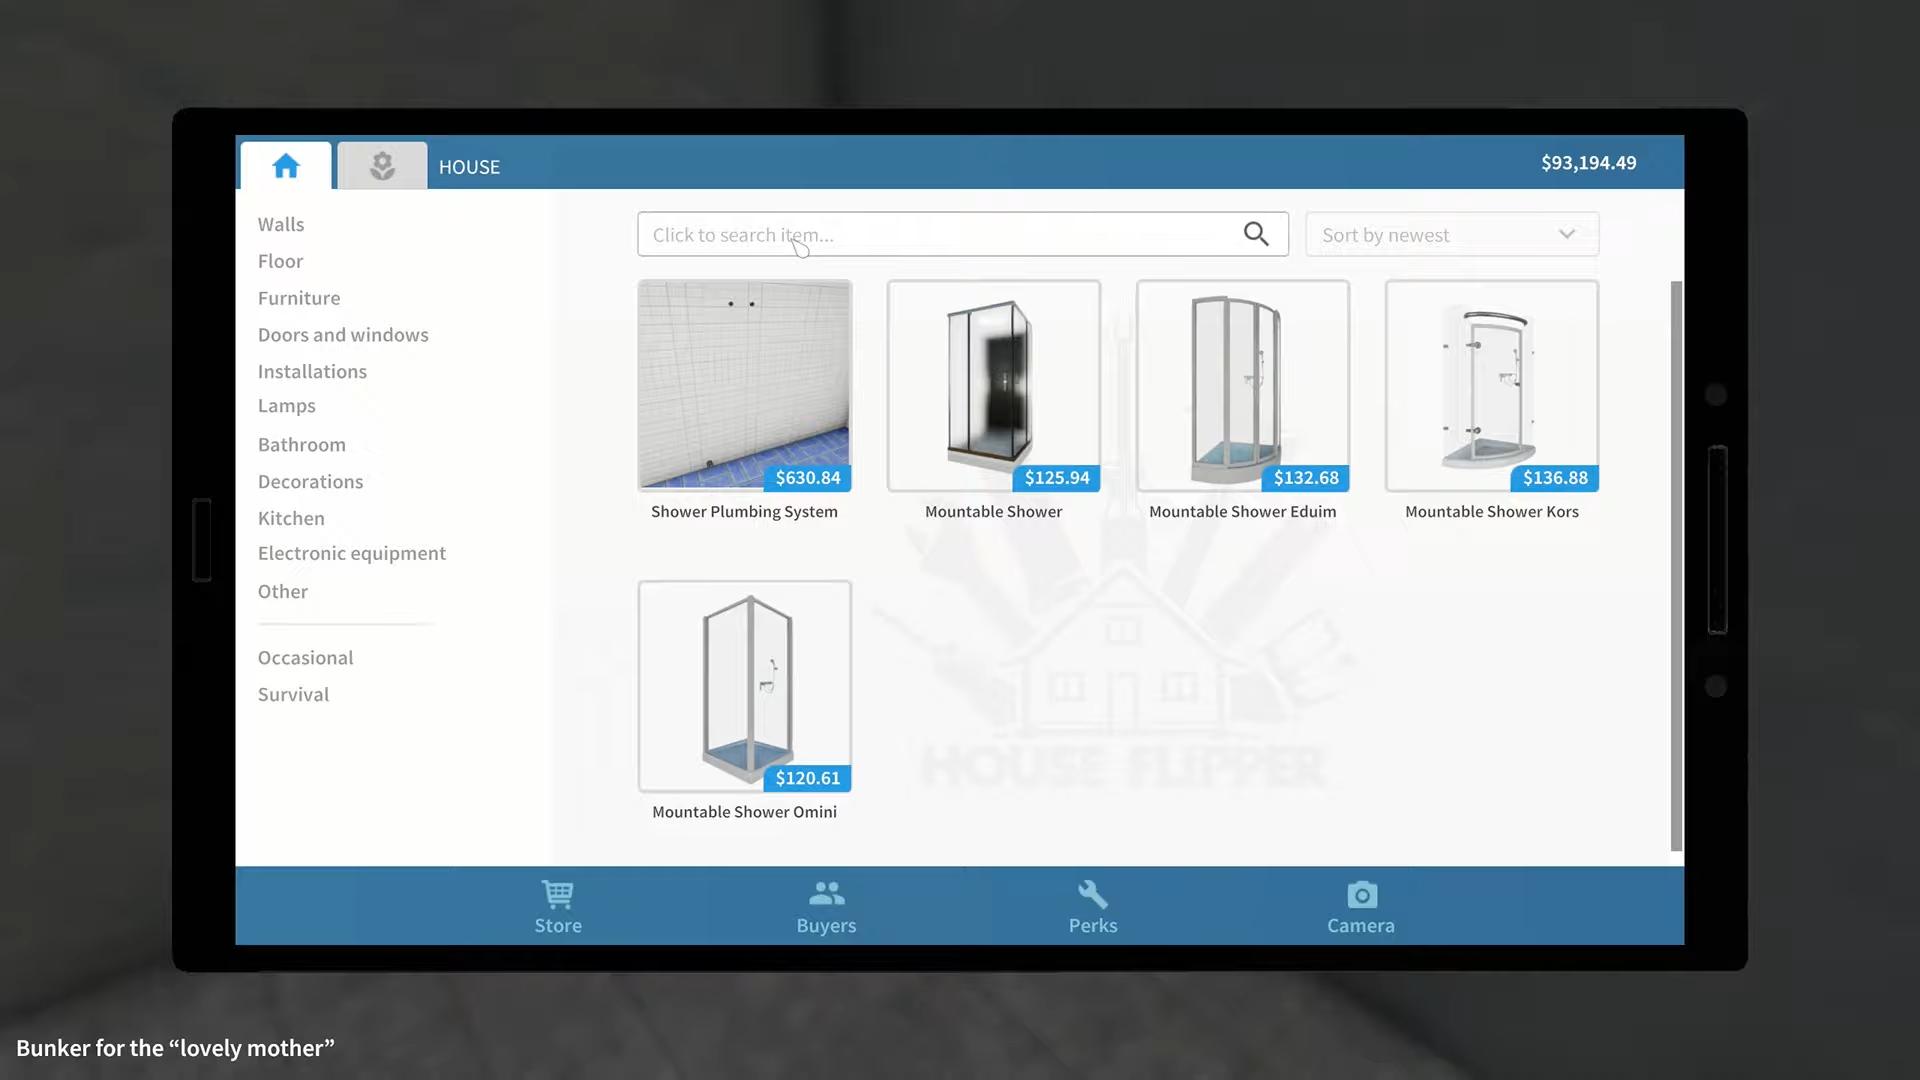 HOUSE
$93,194.49
Walls
Floor
Furniture
Doors and windows
Installations
Lamps
Bathroom
Decorations
Kitchen
Electronic equipment
Other
Occasional
Survival
Click to search item...
Sort by newest
$630.84
$125.94
$132.68
$136.88
Shower Plumbing System
Mountable Shower
Mountable Shower Eduim
Mountable Shower Kors
$120.61
Mountable Shower Omini
HOUSE FLIPPER
Store
Buyers
Perks
Camera
Bunker for the “lovely mother”